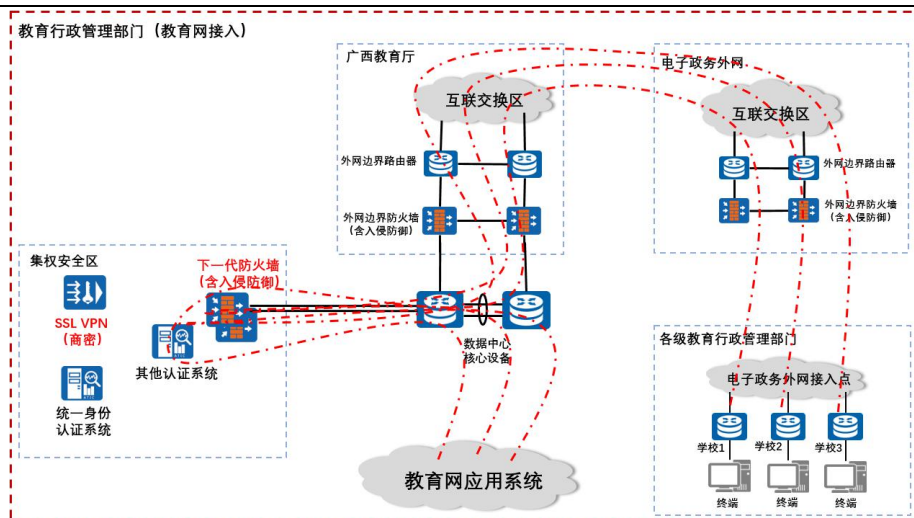 教育行政管理部门（教育网接入）
广西教育厅
互联交换区
外网边界路由器
外网边界防火墙
（含入侵防御）
电子政务外网
互联交换区
外网边界路由器
外网边界防火墙
（含入侵防御）
集权安全区
SSL VPN
（商密）
下一代防火墙
（含入侵防御）
其他认证系统
统一身份
认证系统
数据中心
核心设备
教育网应用系统
各级教育行政管理部门
电子政务外网接入点
学校1
学校2
学校3
终端
终端
终端